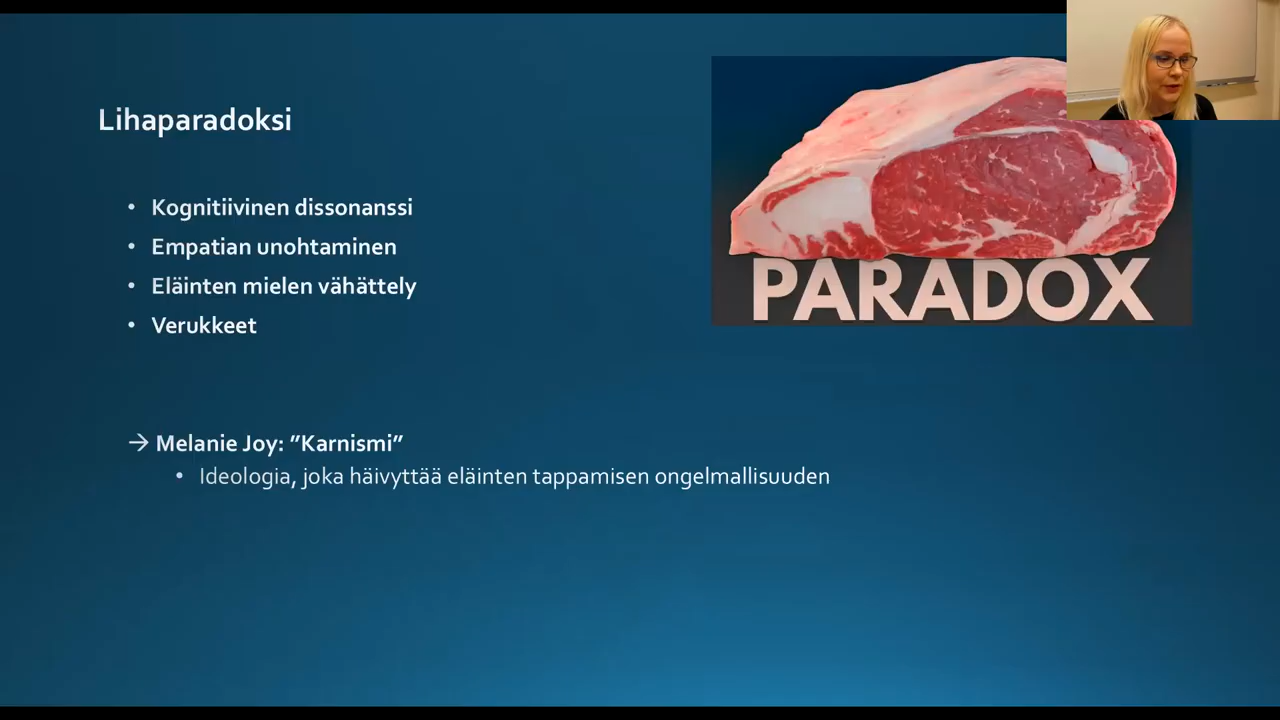 Lihaparadoksi
• Kognitiivinen dissonanssi
• Empatian unohtaminen
• Eläinten mielen vähättely
• Verukkeet
→ Melanie Joy: ”Karnismi”
• Ideologia, joka häivyttää eläinten tappamisen ongelmallisuuden
PARADOX